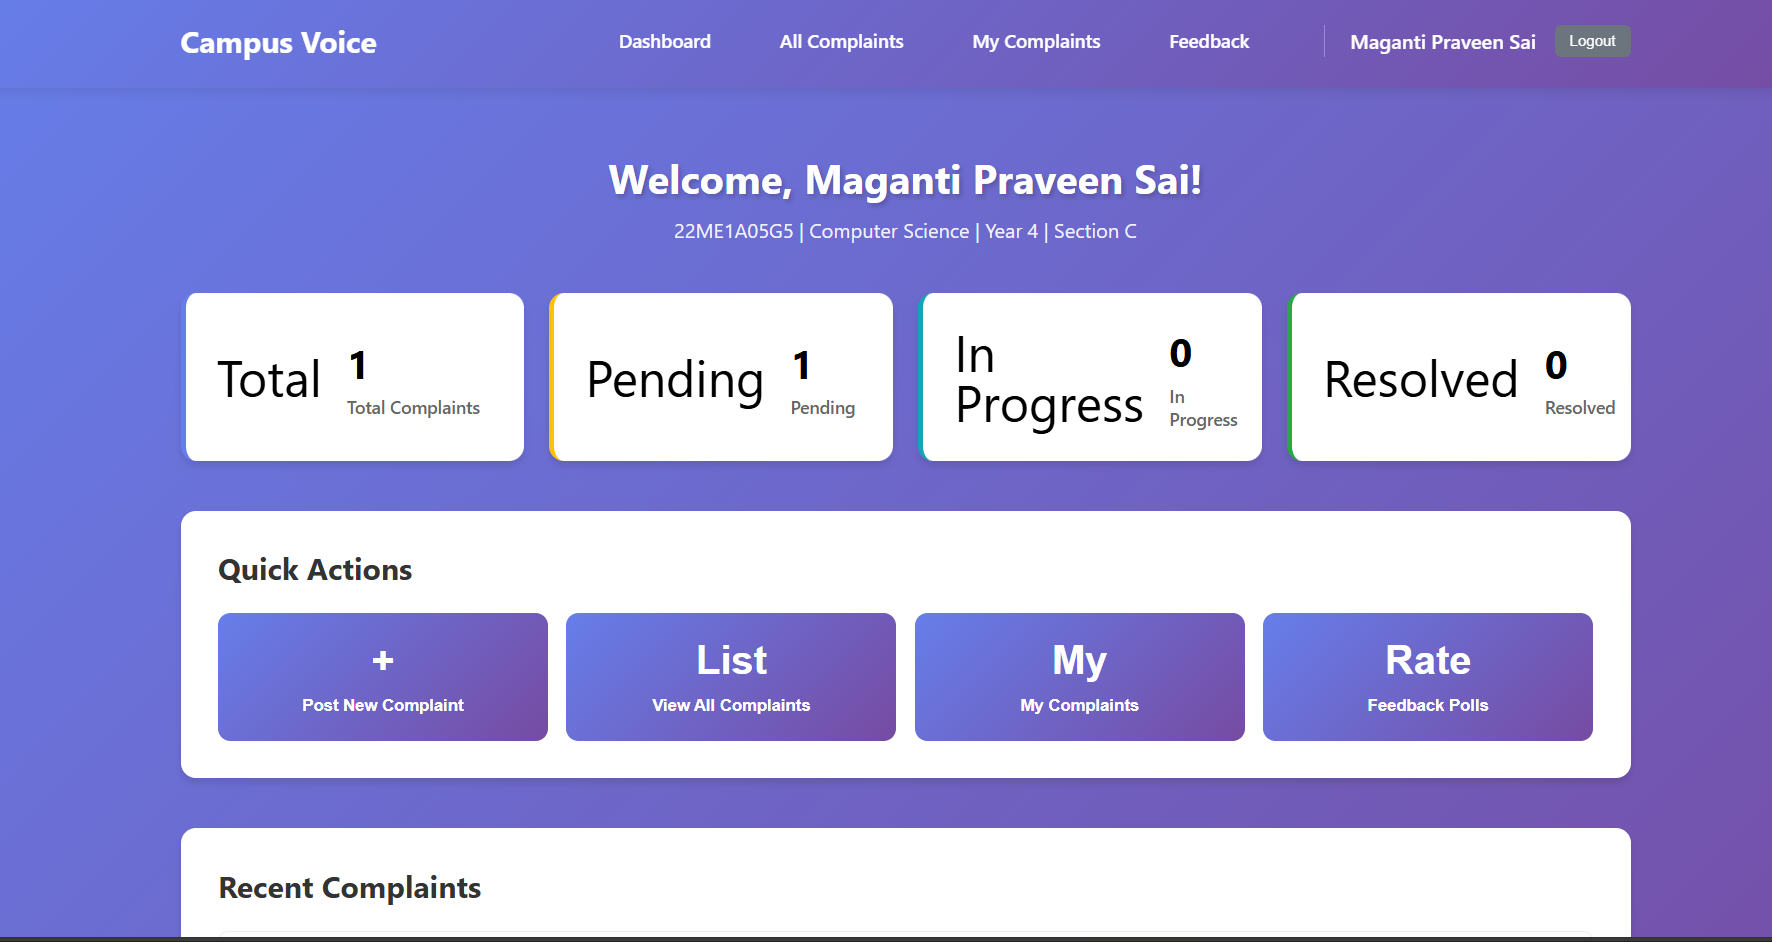 Campus Voice
Dashboard
All Complaints
My Complaints
Feedback
Maganti Praveen Sai
Logout
Welcome, Maganti Praveen Sai!
22ME1A05G5 | Computer Science | Year 4 | Section C
Total
1
Total Complaints
Pending
1
Pending
In
Progress
0
In
Progress
Resolved
0
Resolved
Quick Actions
+
Post New Complaint
List
View All Complaints
My
My Complaints
Rate
Feedback Polls
Recent Complaints